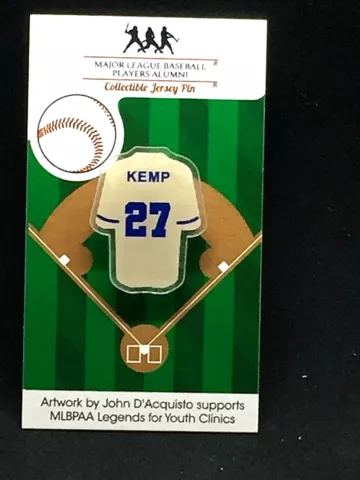 MAJOR LEAGUE BASEBALL®
PLAYERS ALUMNI®
Collectible Jersey Pin
KEMP
27
Artwork by John D'Acquisto supports
MLBPAA Legends for Youth Clinics